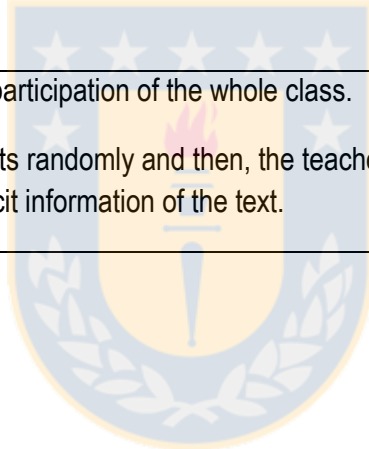 participation of the whole class.
ts randomly and then, the teache
cit information of the text.